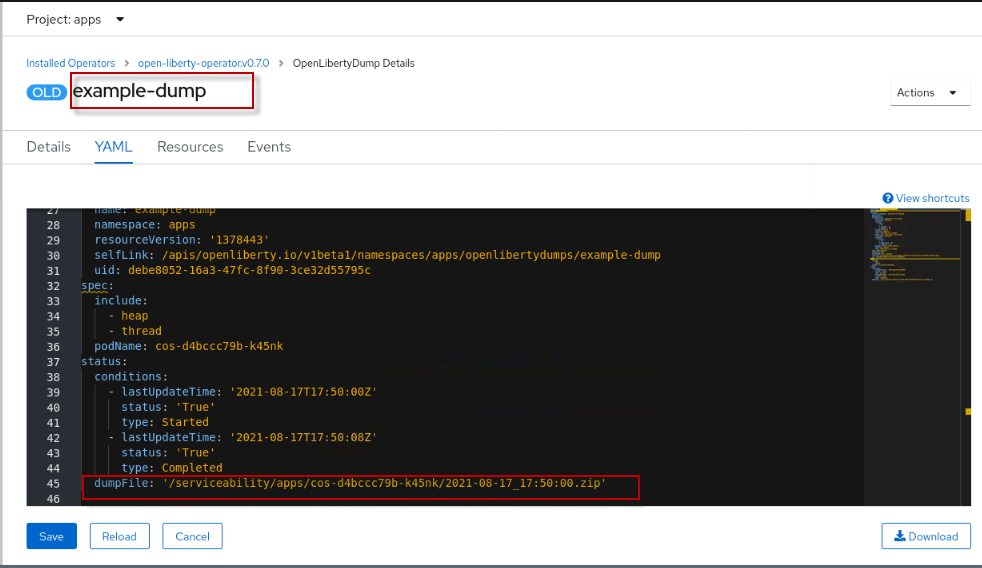 Project: apps
Installed Operators > open-liberty-operator.v0.7.0 > OpenLibertyDump Details
OLD example-dump
Actions
Details YAML Resources Events
View shortcuts
27 name: example-dump
28 namespace: apps
29 resourceVersion: '1378443'
30 selfLink: /apis/openliberty.io/v1beta1/namespaces/apps/openlibertydumps/example-dump
31 uid: debe8052-16a3-47fc-8f90-3ce32d55795c
32 spec:
33 include:
34 - heap
35 - thread
36 podName: cos-d4bccc79b-k45nk
37 status:
38 conditions:
39 - lastUpdateTime: '2021-08-17T17:50:00Z'
40 status: 'True'
41 type: Started
42 - lastUpdateTime: '2021-08-17T17:50:08Z'
43 status: 'True'
44 type: Completed
45 dumpFile: '/serviceability/apps/cos-d4bccc79b-k45nk/2021-08-17_17:50:00.zip'
46
Save Reload Cancel Download